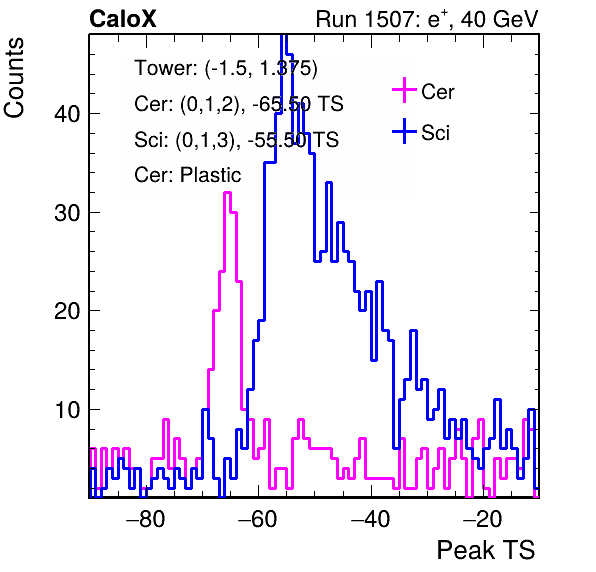 CaloX Run 1507: e⁺, 40 GeV
Counts
Tower: (-1.5, 1.375)
Cer: (0,1,2), -65.50 TS
Sci: (0,1,3), -55.50 TS
Cer: Plastic
Cer
Sci
40
30
20
10
−80 −60 −40 −20
Peak TS